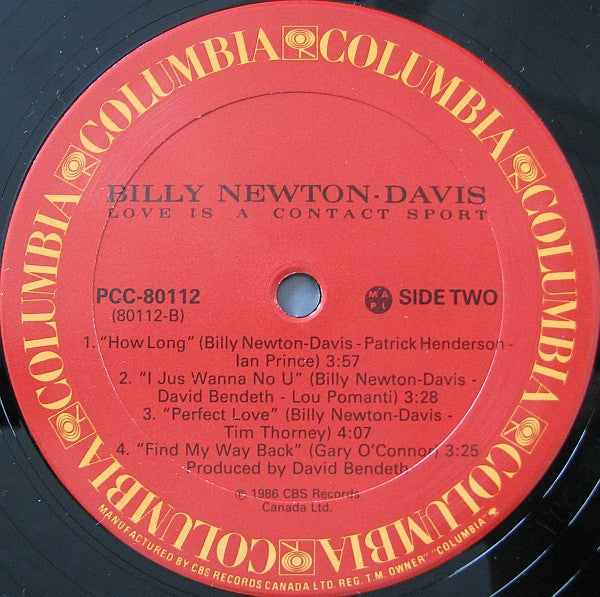 COLUMBIA COLUMBIA COLUMBIA COLUMBIA COLUMBIA COLUMBIA
BILLY NEWTON-DAVIS
LOVE IS A CONTACT SPORT
PCC-80112
(80112-B)
MAPL
SIDE TWO
1. "How Long" (Billy Newton-Davis - Patrick Henderson -
Ian Prince) 3:57
2. "I Jus Wanna No U" (Billy Newton-Davis -
David Bendeth - Lou Pomanti) 3:28
3. "Perfect Love" (Billy Newton-Davis -
Tim Thorney) 4:07
4. "Find My Way Back" (Gary O'Connor) 3:25
Produced by David Bendeth
℗ 1986 CBS Records
Canada Ltd.
MANUFACTURED BY CBS RECORDS CANADA LTD. REG. T.M. OWNER "COLUMBIA"